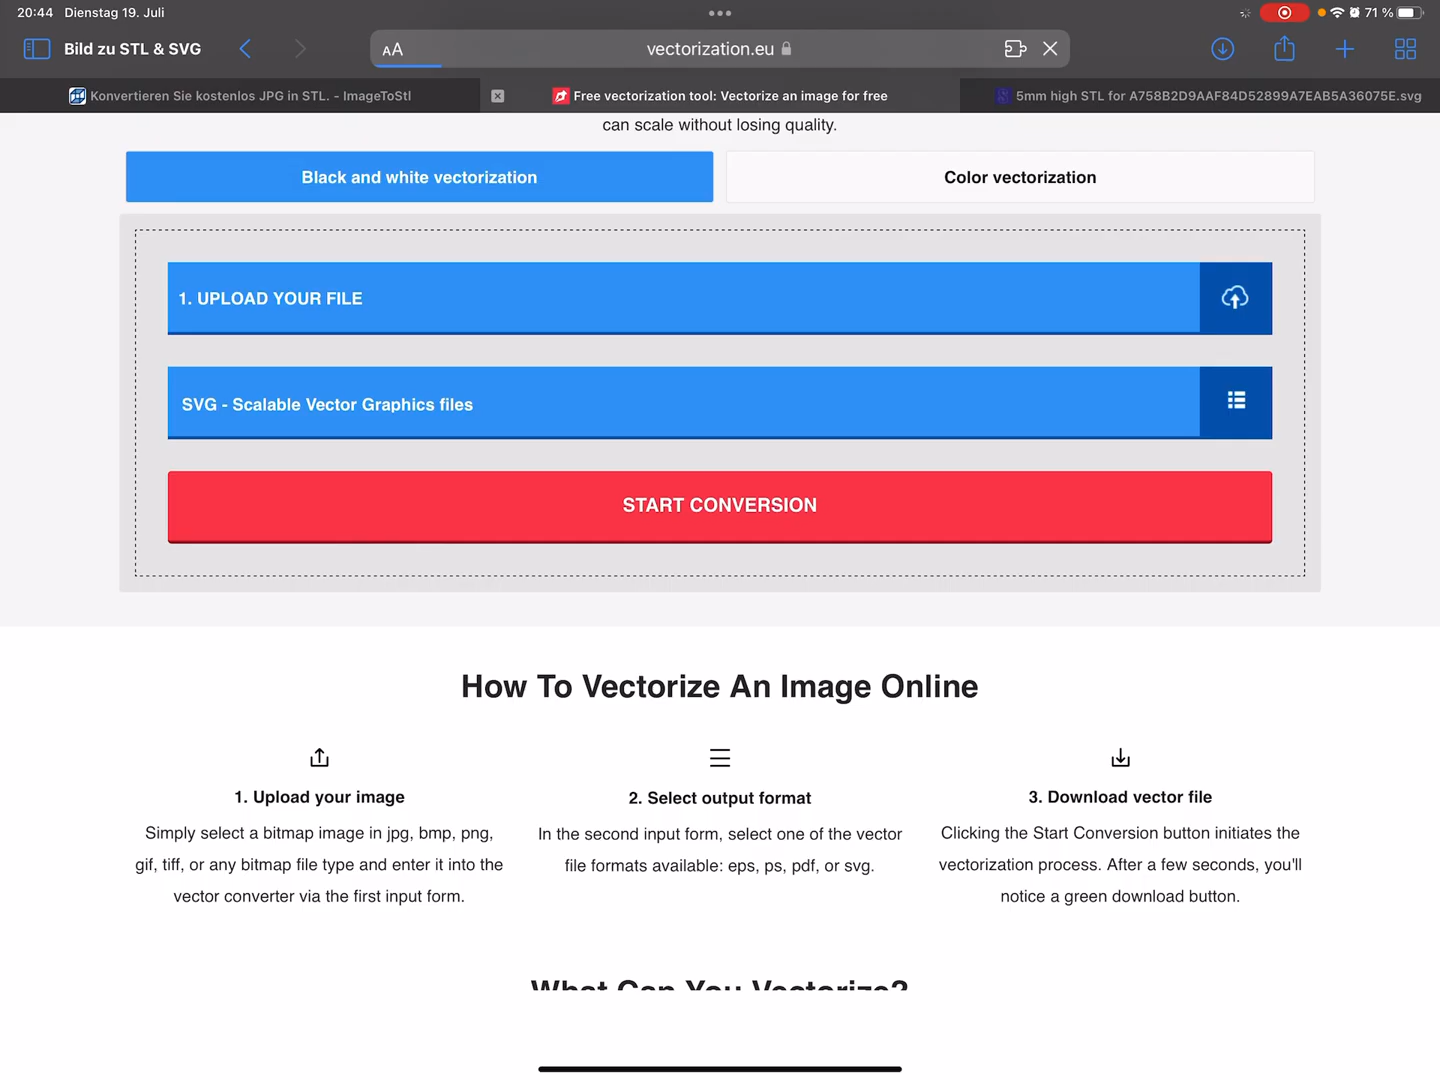 20:44 Dienstag 19. Juli
71 %
Bild zu STL & SVG
AA
vectorization.eu
Konvertieren Sie kostenlos JPG in STL. - ImageToStl
Free vectorization tool: Vectorize an image for free
5mm high STL for A758B2D9AAF84D52899A7EAB5A36075E.svg
can scale without losing quality.
Black and white vectorization
Color vectorization
1. UPLOAD YOUR FILE
SVG - Scalable Vector Graphics files
START CONVERSION
How To Vectorize An Image Online
1. Upload your image
Simply select a bitmap image in jpg, bmp, png,
gif, tiff, or any bitmap file type and enter it into the
vector converter via the first input form.
2. Select output format
In the second input form, select one of the vector
file formats available: eps, ps, pdf, or svg.
3. Download vector file
Clicking the Start Conversion button initiates the
vectorization process. After a few seconds, you'll
notice a green download button.
What Can You Vectorize?